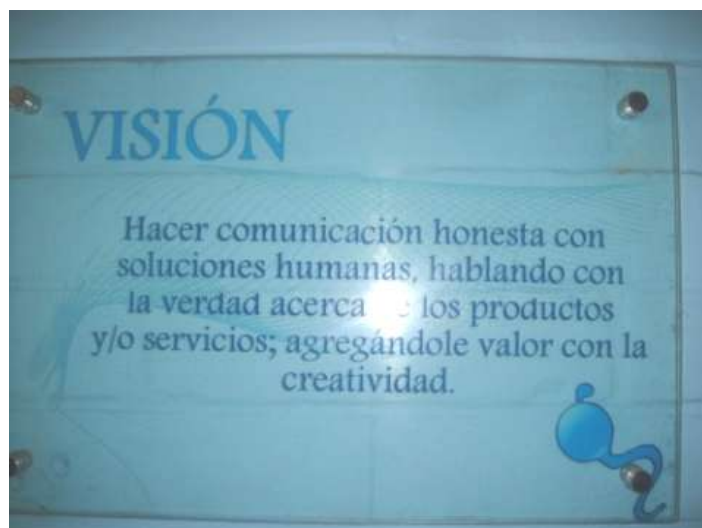 VISIÓN
Hacer comunicación honesta con
soluciones humanas, hablando con
la verdad acerca de los productos
y/o servicios; agregándole valor con la
creatividad.